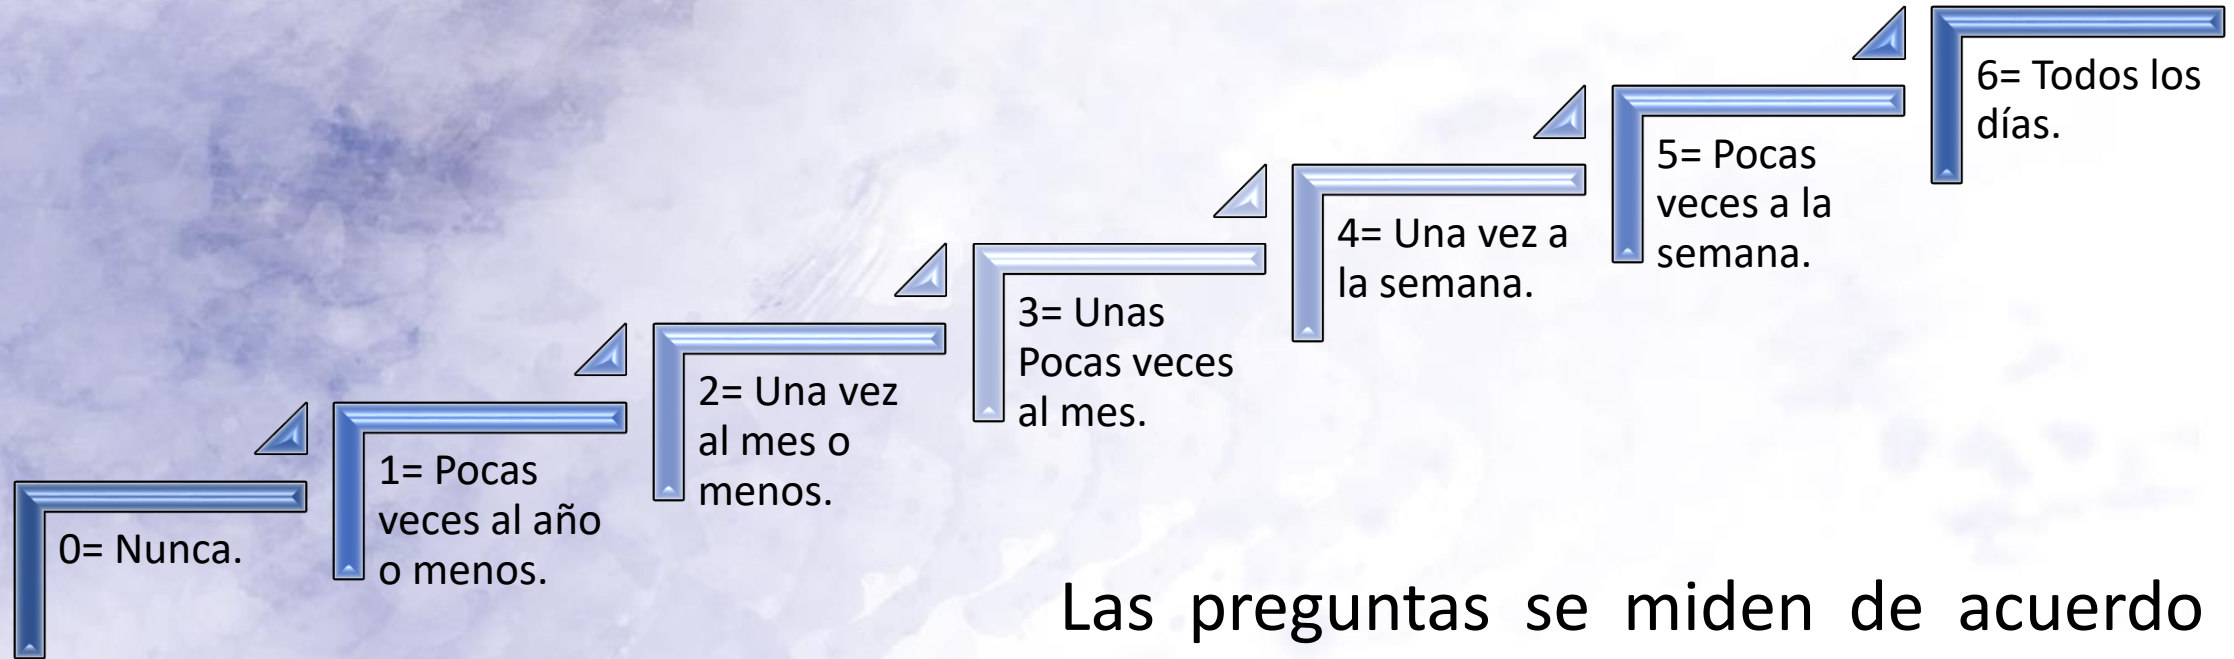 0= Nunca.
1= Pocas
veces al año
o menos.
2= Una vez
al mes o
menos.
3= Unas
Pocas veces
al mes.
4= Una vez a
la semana.
5= Pocas
veces a la
semana.
6= Todos los
días.
Las preguntas se miden de acuerdo